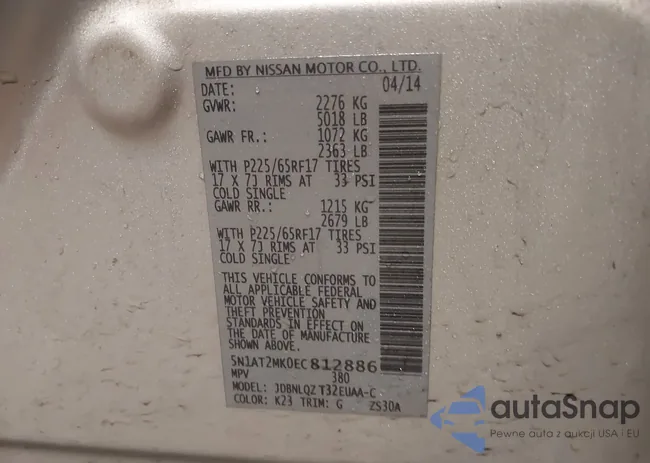 MFD BY NISSAN MOTOR CO., LTD.
DATE: 04/14
GVWR: 2276 KG
5018 LB
GAWR FR.: 1072 KG
2363 LB
WITH P225/65RF17 TIRES
17 X 7J RIMS AT 33 PSI
COLD SINGLE
GAWR RR.: 1215 KG
2679 LB
WITH P225/65RF17 TIRES
17 X 7J RIMS AT 33 PSI
COLD SINGLE
THIS VEHICLE CONFORMS TO
ALL APPLICABLE FEDERAL
MOTOR VEHICLE SAFETY AND
THEFT PREVENTION
STANDARDS IN EFFECT ON
THE DATE OF MANUFACTURE
SHOWN ABOVE.
5N1AT2MK0EC812886
MPV 380
MODEL: JDBNLQZ T32EUAA-C
COLOR: K23 TRIM: G ZS30A
autaSnap
Pewne auta z aukcji USA i EU